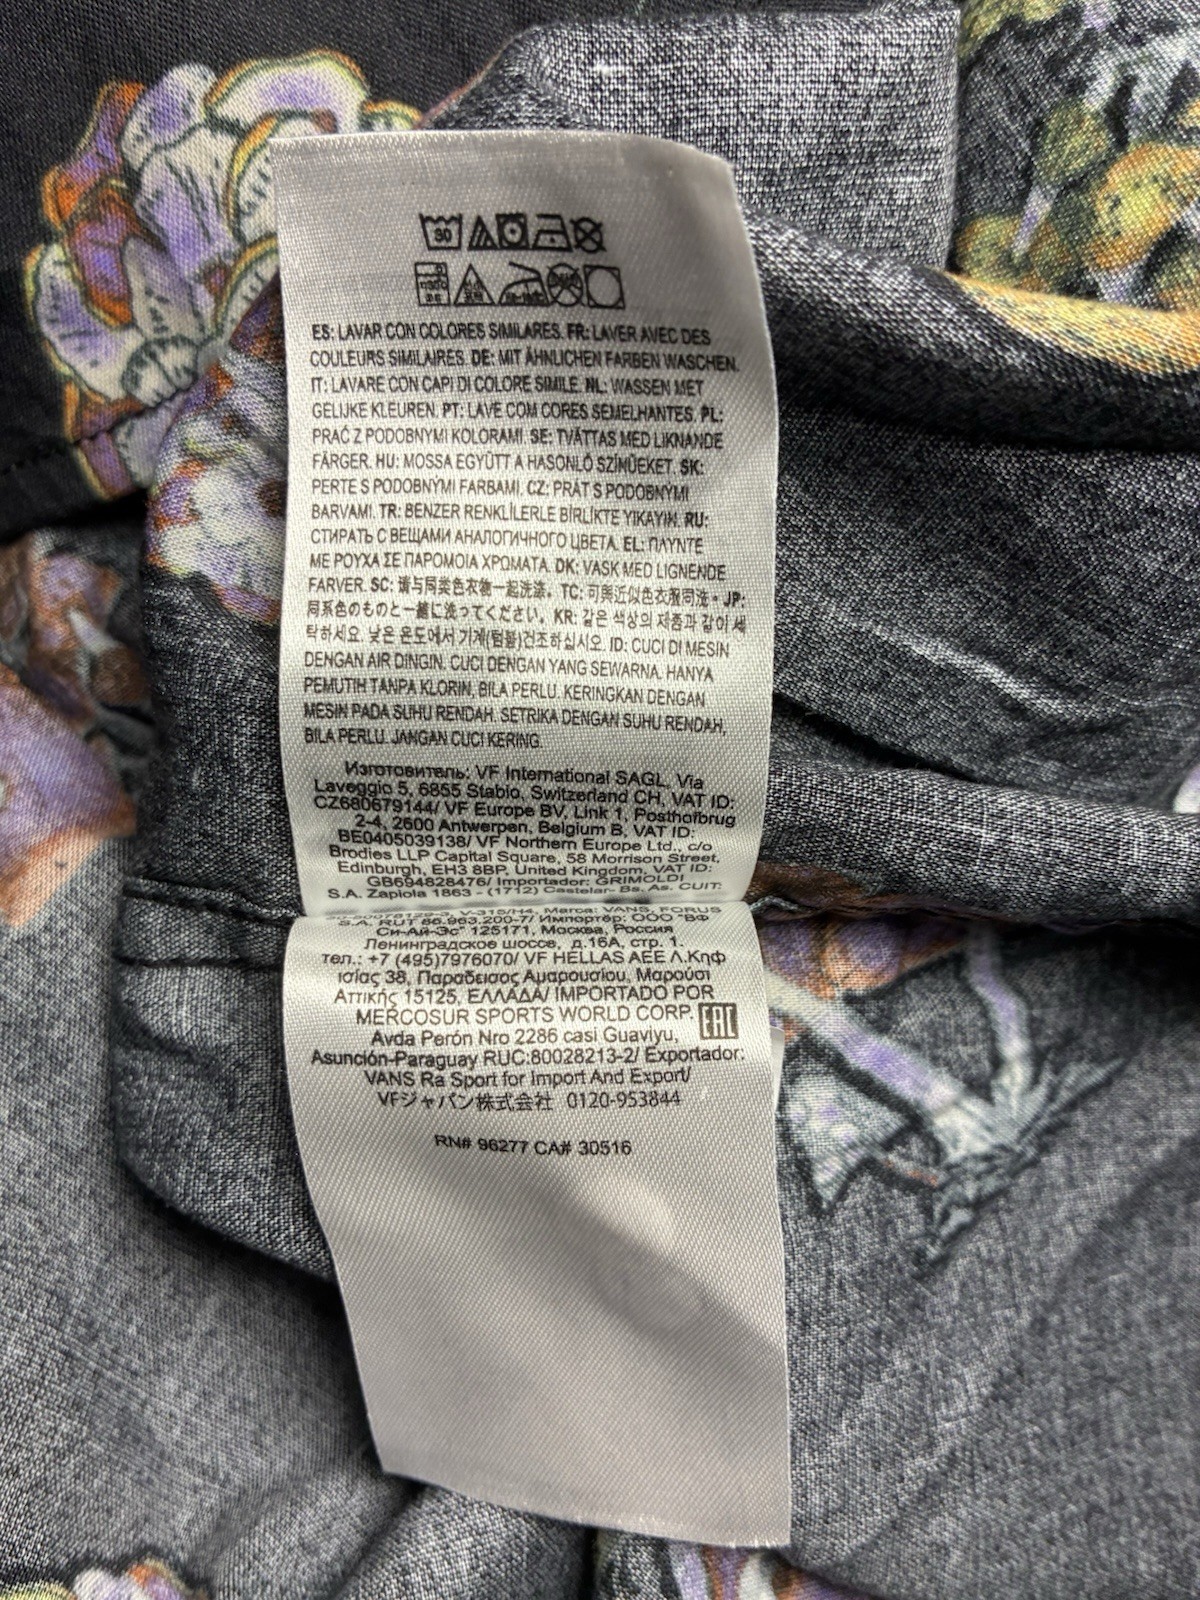 30
ES: LAVAR CON COLORES SIMILARES. FR: LAVER AVEC DES
COULEURS SIMILAIRES. DE: MIT ÄHNLICHEN FARBEN WASCHEN.
IT: LAVARE CON CAPI DI COLORE SIMILE. NL: WASSEN MET
GELIJKE KLEUREN. PT: LAVE COM CORES SEMELHANTES. PL:
PRAĆ Z PODOBNYMI KOLORAMI. SE: TVÄTTAS MED LIKNANDE
FÄRGER. HU: MOSSA EGYÜTT A HASONLÓ SZÍNŰEKET. SK:
PERTE S PODOBNÝMI FARBAMI. CZ: PRÁT S PODOBNÝMI
BARVAMI. TR: BENZER RENKLİLERLE BİRLİKTE YIKAYIN. RU:
СТИРАТЬ С ВЕЩАМИ АНАЛОГИЧНОГО ЦВЕТА. EL: ΠΛΥΝΤΕ
ΜΕ ΡΟΥΧΑ ΣΕ ΠΑΡΟΜΟΙΑ ΧΡΩΜΑΤΑ. DK: VASK MED LIGNENDE
FARVER. SC: 请与同类色衣物一起洗涤。TC: 可與近似色衣服同洗。JP:
同系色のものと一緒に洗ってください。KR: 같은 색상의 제품과 같이 세
탁하세요. 낮은 온도에서 기계(텀블)건조하십시오. ID: CUCI DI MESIN
DENGAN AIR DINGIN. CUCI DENGAN YANG SEWARNA. HANYA
PEMUTIH TANPA KLORIN, BILA PERLU. KERINGKAN DENGAN
MESIN PADA SUHU RENDAH. SETRIKA DENGAN SUHU RENDAH,
BILA PERLU. JANGAN CUCI KERING.
Изготовитель: VF International SAGL, Via
Laveggio 5, 6855 Stabio, Switzerland CH, VAT ID:
CZ680679144/ VF Europe BV, Link 1, Posthofbrug
2-4, 2600 Antwerpen, Belgium B, VAT ID:
BE0405039138/ VF Northern Europe Ltd., c/o
Brodies LLP Capital Square, 58 Morrison Street,
Edinburgh, EH3 8BP, United Kingdom, VAT ID:
GB694828476/ Importador: GRIMOLDI
S.A. Zapiola 1863 - (1712) Castelar- Bs. As. CUIT:
V-315/H4, Marca: VANS, FORUS
S.A. RUT 86.963.200-7/ Импортёр: ООО "ВФ
Си-Ай-Эс" 125171, Москва, Россия
Ленинградское шоссе, д.16А, стр. 1.
тел.: +7 (495)7976070/ VF HELLAS ΑΕΕ Λ.Κηφ
ισίας 38, Παράδεισος Αμαρουσίου, Μαρούσι
Αττικής 15125, ΕΛΛΑΔΑ/ IMPORTADO POR
MERCOSUR SPORTS WORLD CORP. EAC
Avda Perón Nro 2286 casi Guaviyu,
Asunción-Paraguay RUC:80028213-2/ Exportador:
VANS Ra Sport for Import And Export/
VFジャパン株式会社 0120-953844
RN# 96277 CA# 30516